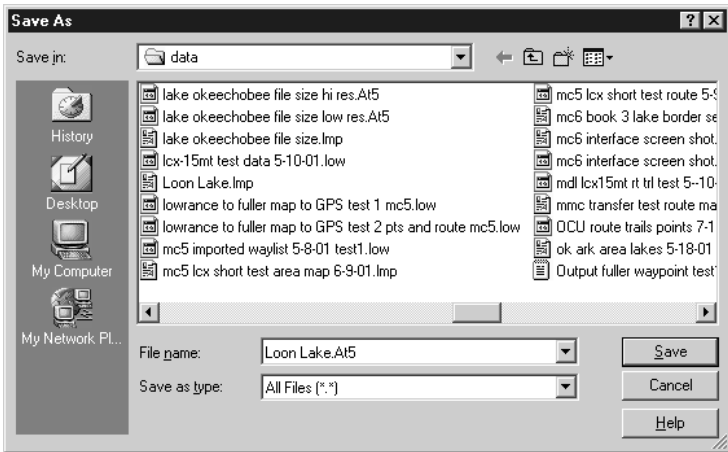 Save As
Save in:
data
History
Desktop
My Computer
My Network Pl...
lake okeechobee file size hi res.At5
lake okeechobee file size low res.At5
lake okeechobee file size.lmp
lcx-15mt test data 5-10-01.low
Loon Lake.lmp
lowrance to fuller map to GPS test 1 mc5.low
lowrance to fuller map to GPS test 2 pts and route mc5.low
mc5 imported waylist 5-8-01 test1.low
mc5 lcx short test area map 6-9-01.lmp
mc5 lcx short test route 5-9
mc6 book 3 lake border se
mc6 interface screen shot.
mc6 interface screen shot.
mdl lcx15mt rt trl test 5--10-
mmc transfer test route ma
OCU route trails points 7-1
ok ark area lakes 5-18-01
Output fuller waypoint test
File name:
Loon Lake.At5
Save
Save as type:
All Files (*.*)
Cancel
Help